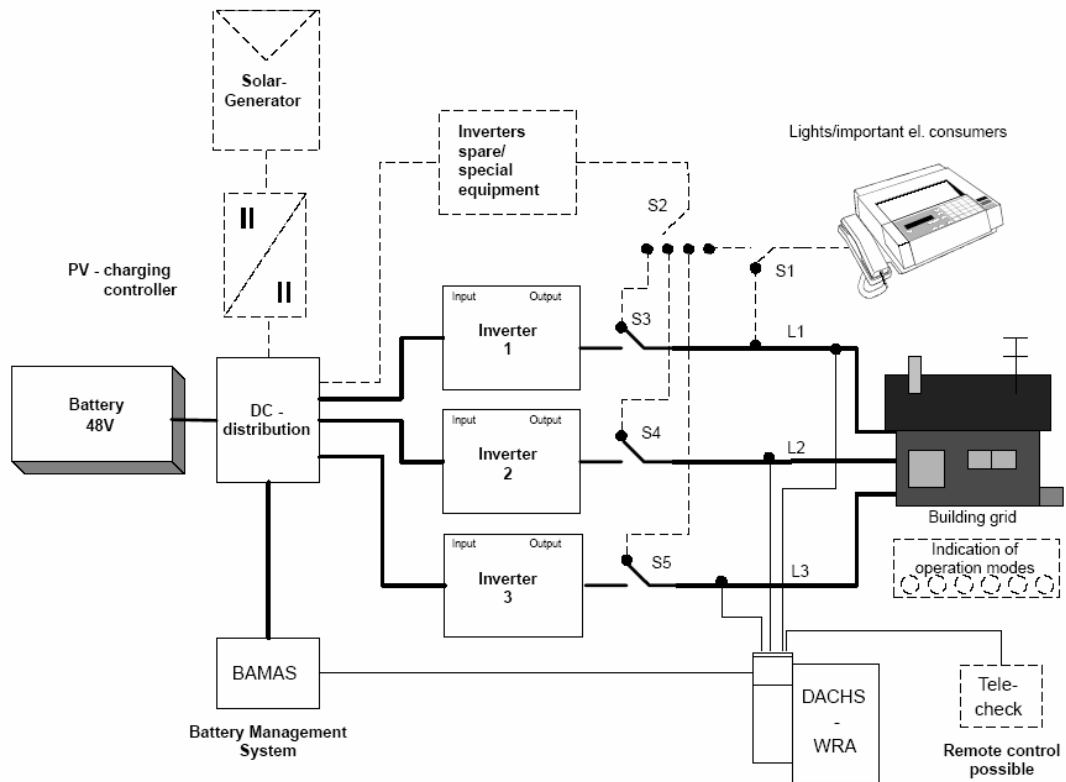 Solar-
Generator
Inverters
spare/
special
equipment
Lights/important el. consumers
S2
S1
PV - charging
controller
Input Output
Inverter
1
S3
L1
Battery
48V
DC -
distribution
Input Output
Inverter
2
S4
L2
Building grid
Input Output
Inverter
3
S5
L3
Indication of
operation modes
BAMAS
Battery Management
System
DACHS
-
WRA
Tele-
check
Remote control
possible